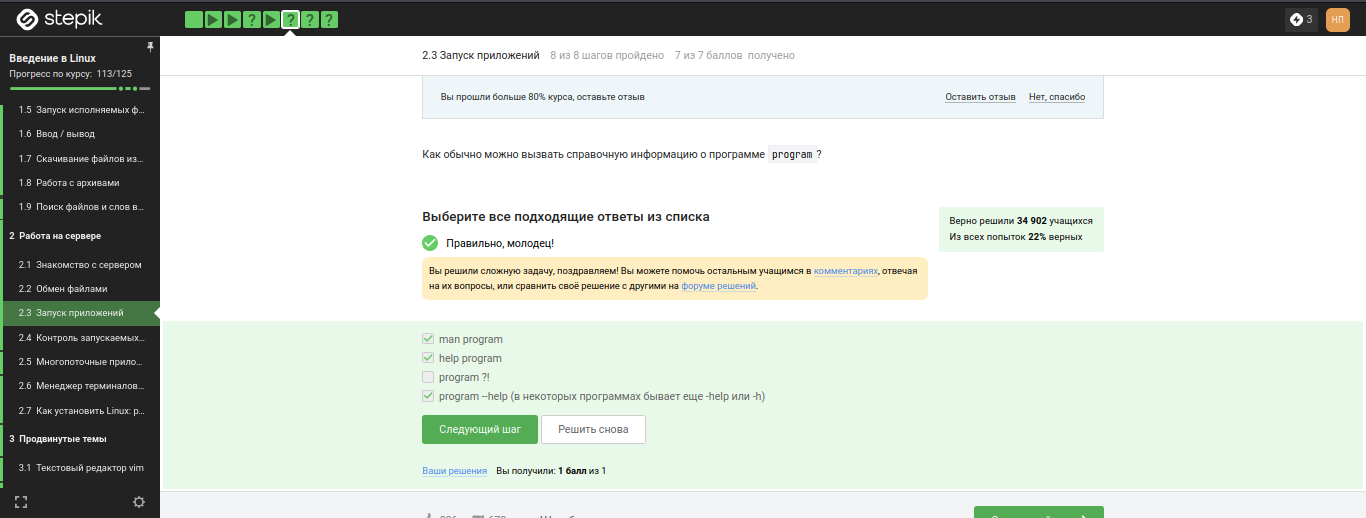 stepik
? ? ? ?
3
НП
Введение в Linux
Прогресс по курсу: 113/125
1.5 Запуск исполняемых ф...
1.6 Ввод / вывод
1.7 Скачивание файлов из...
1.8 Работа с архивами
1.9 Поиск файлов и слов в...
2 Работа на сервере
2.1 Знакомство с сервером
2.2 Обмен файлами
2.3 Запуск приложений
2.4 Контроль запускаемых...
2.5 Многопоточные прило...
2.6 Менеджер терминалов...
2.7 Как установить Linux: р...
3 Продвинутые темы
3.1 Текстовый редактор vim
2.3 Запуск приложений 8 из 8 шагов пройдено 7 из 7 баллов получено
Вы прошли больше 80% курса, оставьте отзыв
Оставить отзыв Нет, спасибо
Как обычно можно вызвать справочную информацию о программе program ?
Выберите все подходящие ответы из списка
Верно решили 34 902 учащихся
Из всех попыток 22% верных
Правильно, молодец!
Вы решили сложную задачу, поздравляем! Вы можете помочь остальным учащимся в комментариях, отвечая
на их вопросы, или сравнить своё решение с другими на форуме решений.
man program
help program
program ?!
program --help (в некоторых программах бывает еще -help или -h)
Следующий шаг Решить снова
Ваши решения Вы получили: 1 балл из 1